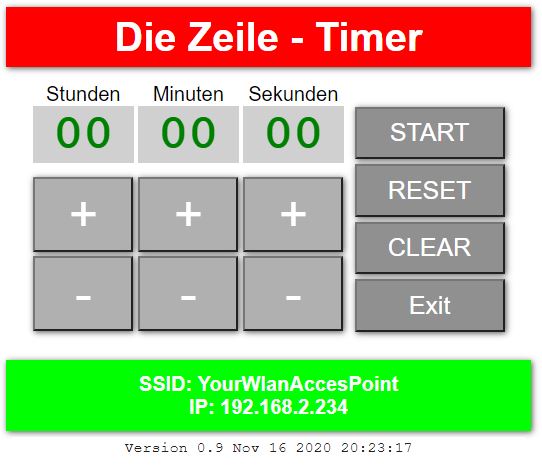 Die Zeile - Timer
Stunden Minuten Sekunden
00 00 00
START
+ + +
RESET
CLEAR
- - -
Exit
SSID: YourWlanAccesPoint
IP: 192.168.2.234
Version 0.9 Nov 16 2020 20:23:17